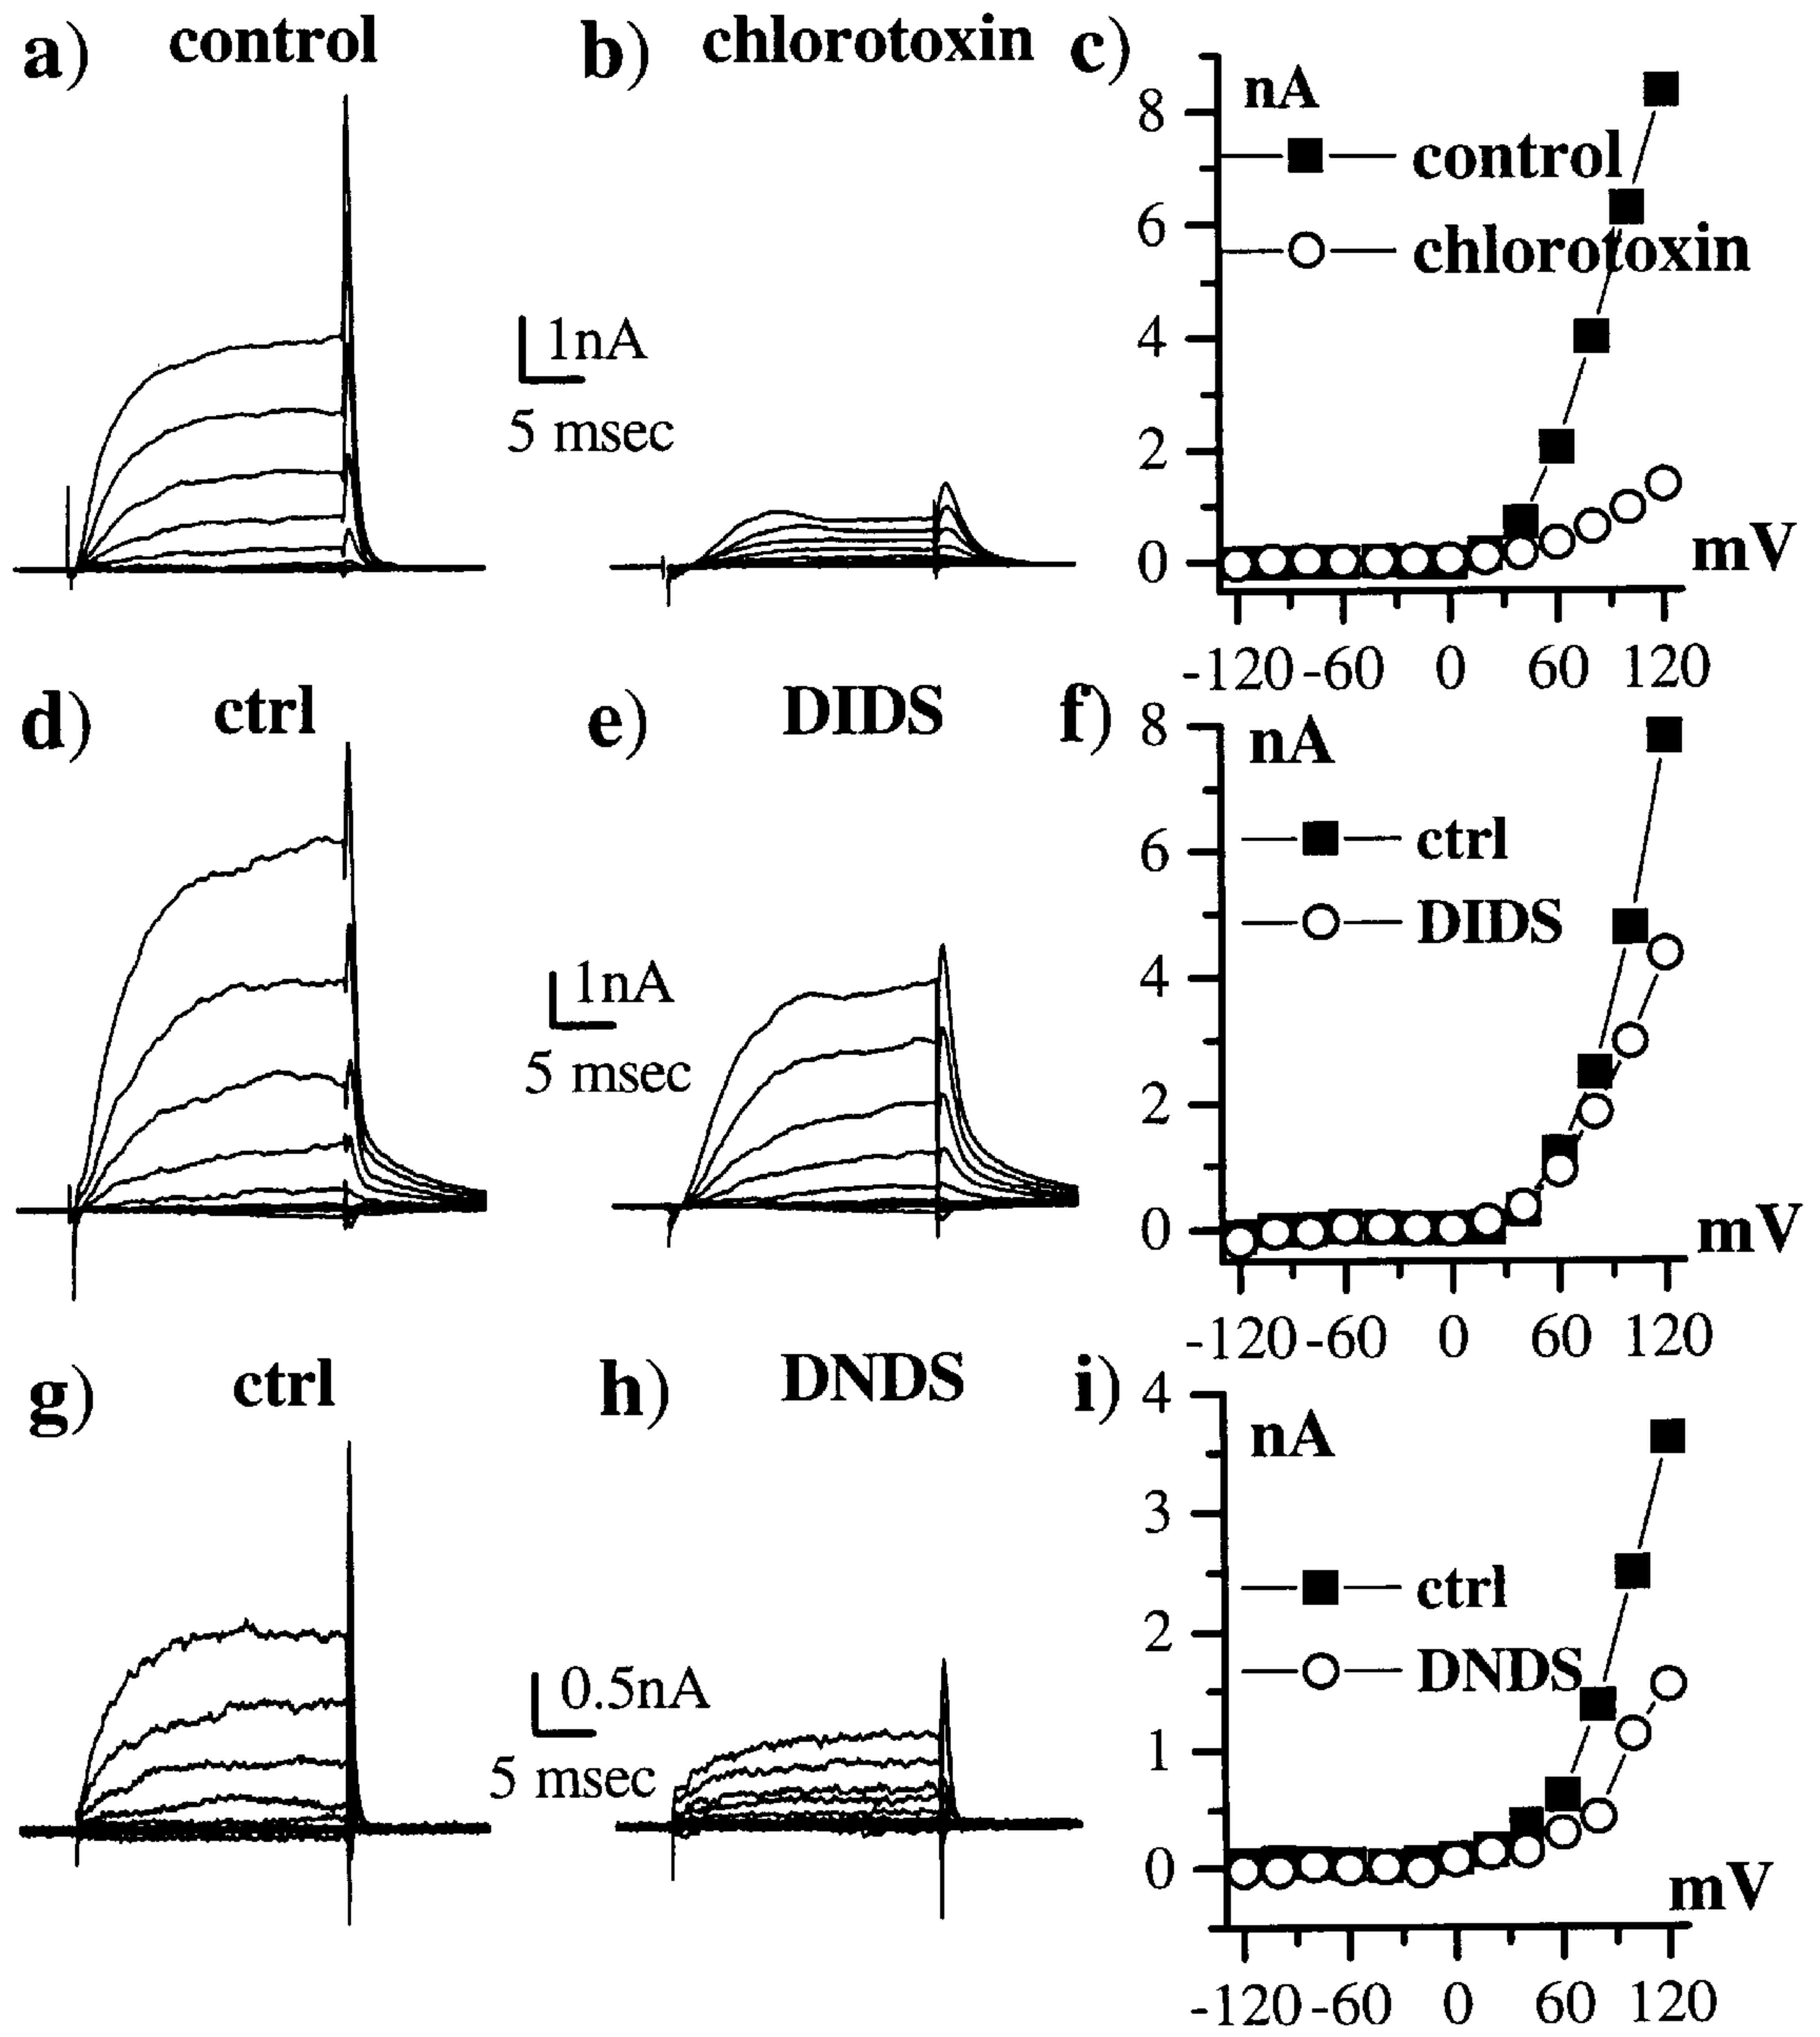 a) control
b) chlorotoxin
c)
nA
8
6
4
2
0
control
chlorotoxin
mV
-120 -60 0 60 120
1nA
5 msec
d) ctrl
e) DIDS
f)
nA
8
6
4
2
0
ctrl
DIDS
mV
-120 -60 0 60 120
1nA
5 msec
g) ctrl
h) DNDS
i)
nA
4
3
2
1
0
ctrl
DNDS
mV
-120 -60 0 60 120
0.5nA
5 msec